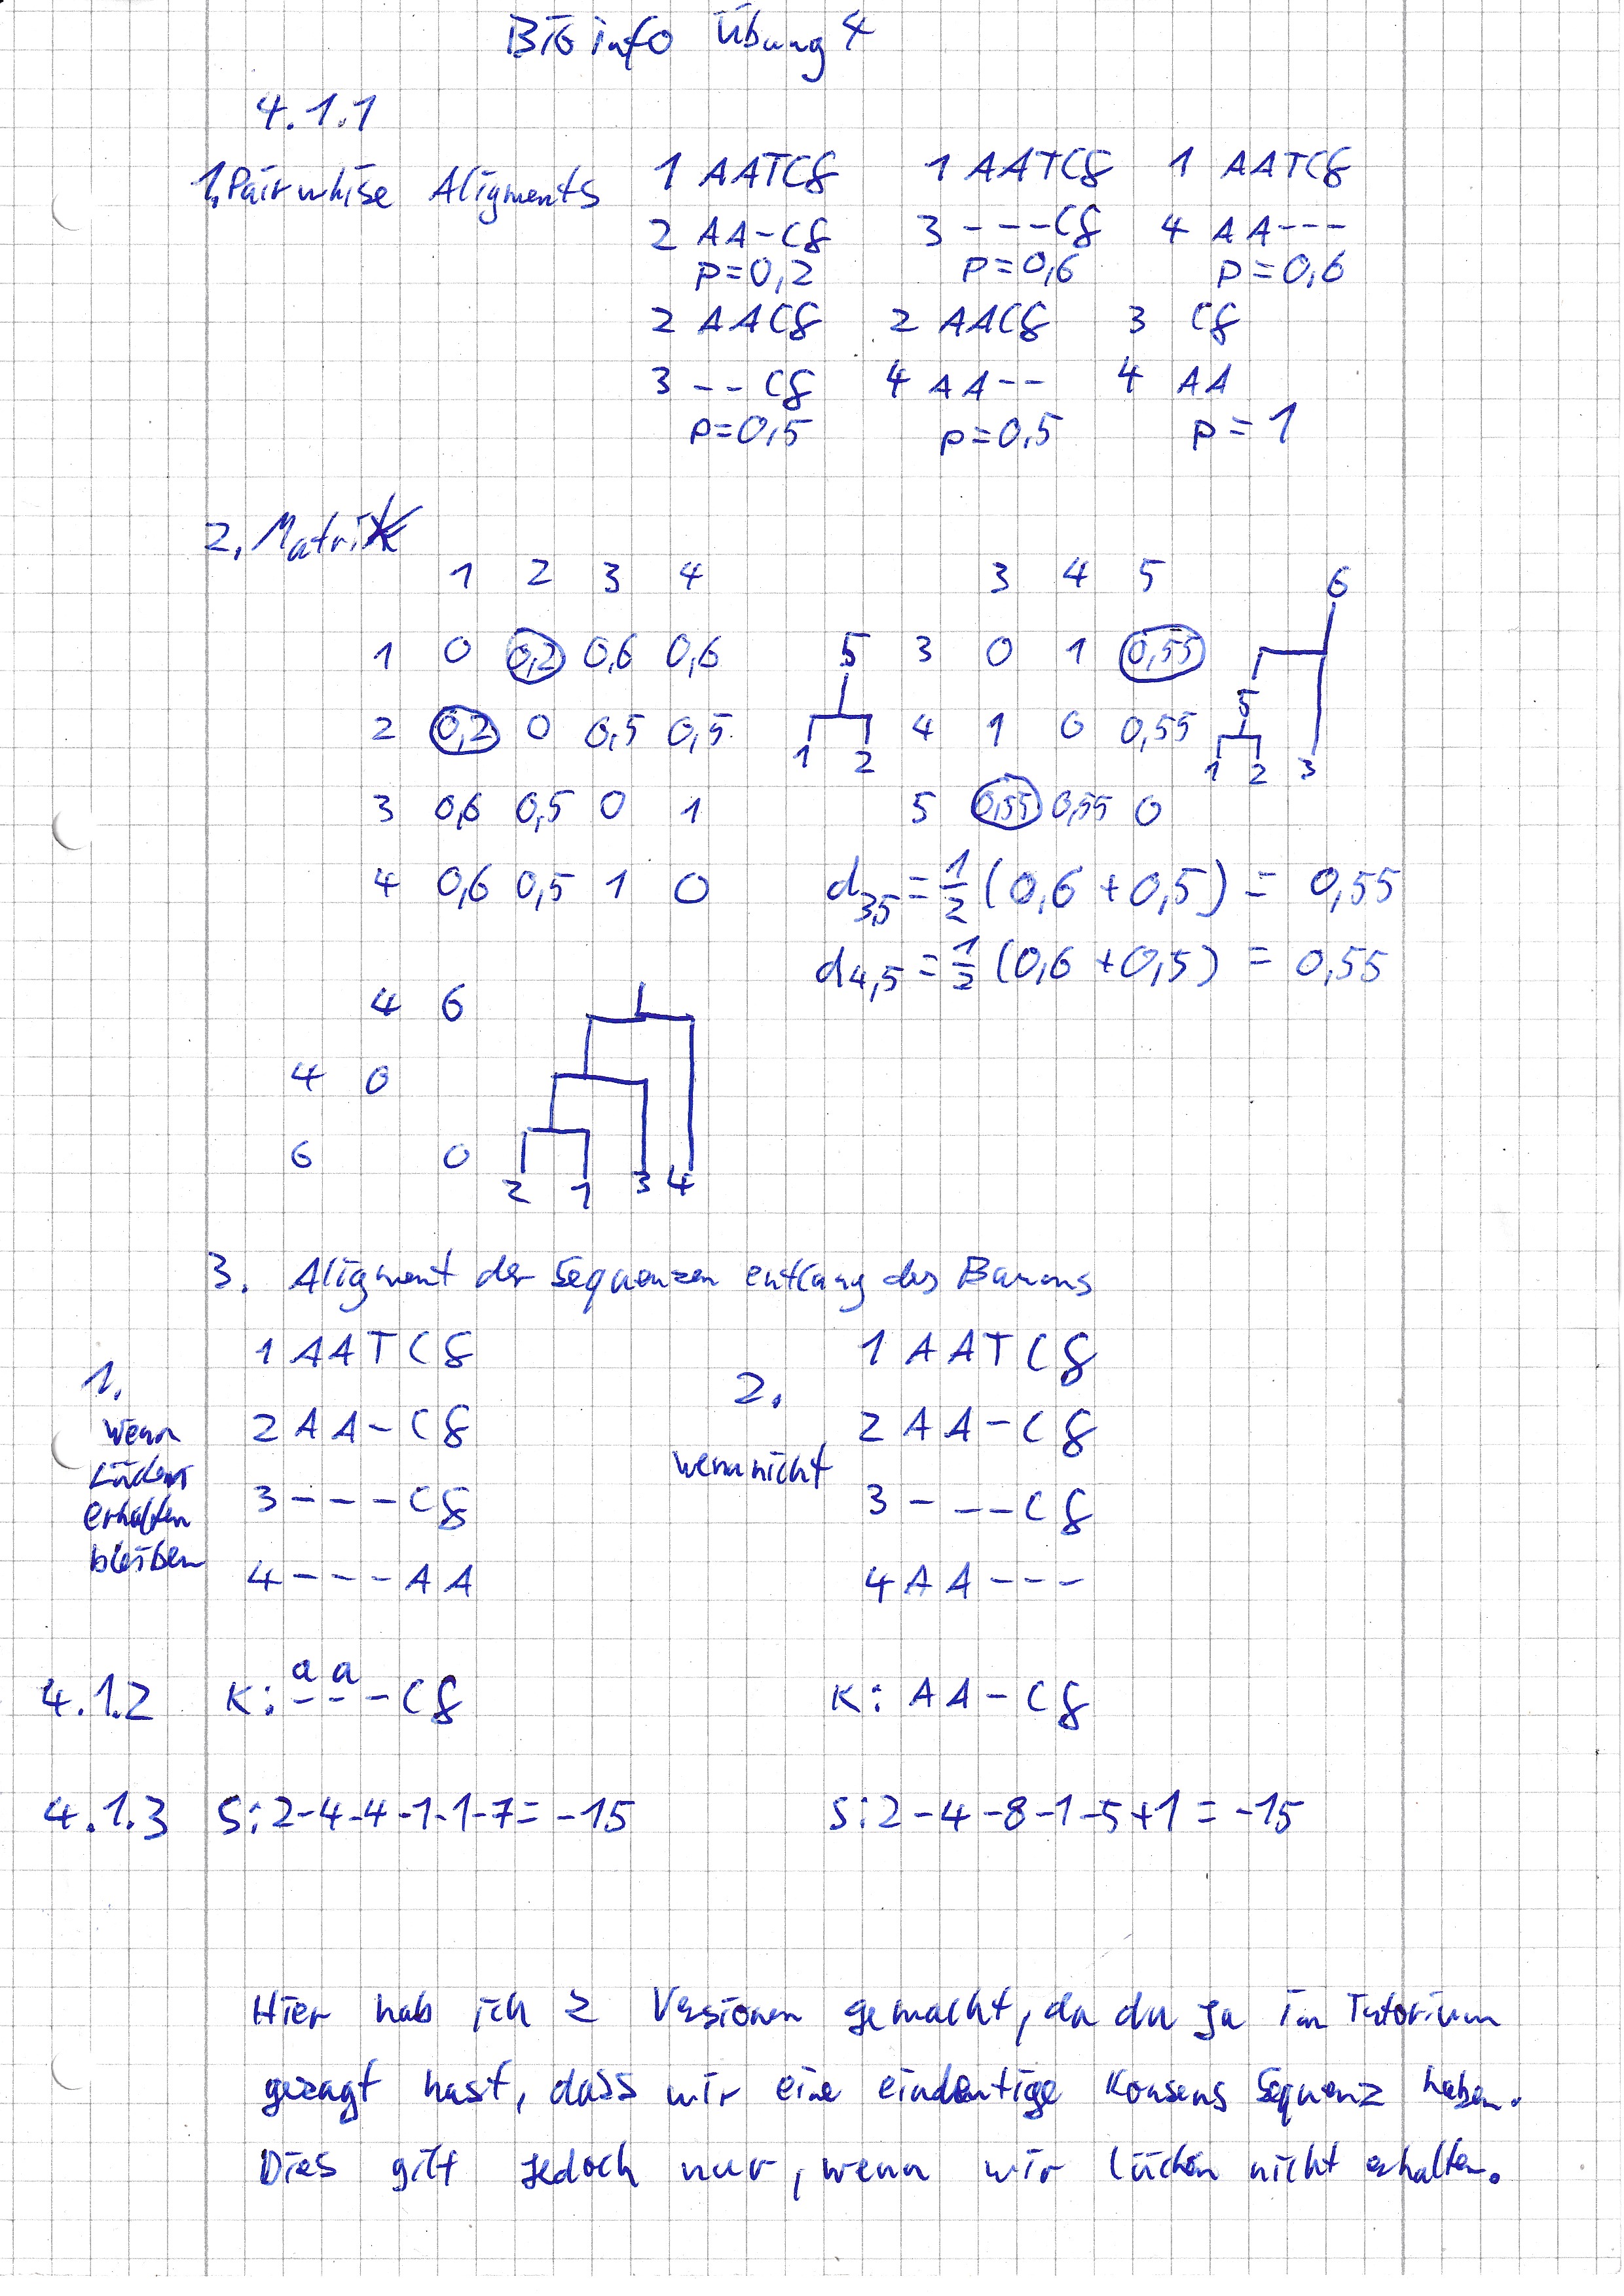 BIOinfo Übung 4
4.1.1
1. Pairwhise Aligments
1 AATCG 1 AATCG 1 AATCG
2 AA-CG 3 ---CG 4 AA---
p=0,2 p=0,6 p=0,6
2 AACG 2 AACG 3 CG
3 --CG 4 AA-- 4 AA
p=0,5 p=0,5 p=1
2. Matrix
1 2 3 4 3 4 5 6
1 0 0,2 0,6 0,6 5 3 0 1 0,55
2 0,2 0 0,5 0,5 1 2 4 1 0 0,55 5 1 2 3
3 0,6 0,5 0 1 5 0,55 0,55 0
4 0,6 0,5 1 0 d3,5 = 1/2 (0,6 + 0,5) = 0,55
d4,5 = 1/2 (0,6 + 0,5) = 0,55
4 6
4 0
6 0
2 1 3 4
3. Aligment der Sequenzen entlang des Baums
1. wenn Lücken erhalten bleiben
1 AATCG
2 AA-CG
3 ---CG
4 ---AA
2. wenn nicht
1 AATCG
2 AA-CG
3 ---CG
4 AA---
4.1.2 K: a a
---CG K: AA-CG
4.1.3 S: 2-4-4-1-1-7= -15 S: 2-4-8-1-5+1 = -15
Hier hab ich 2 Versionen gemacht, da du ja im Tutorium
gesagt hast, dass wir eine eindeutige Konsens Sequenz haben.
Dies gilt jedoch nur, wenn wir Lücken nicht erhalten.